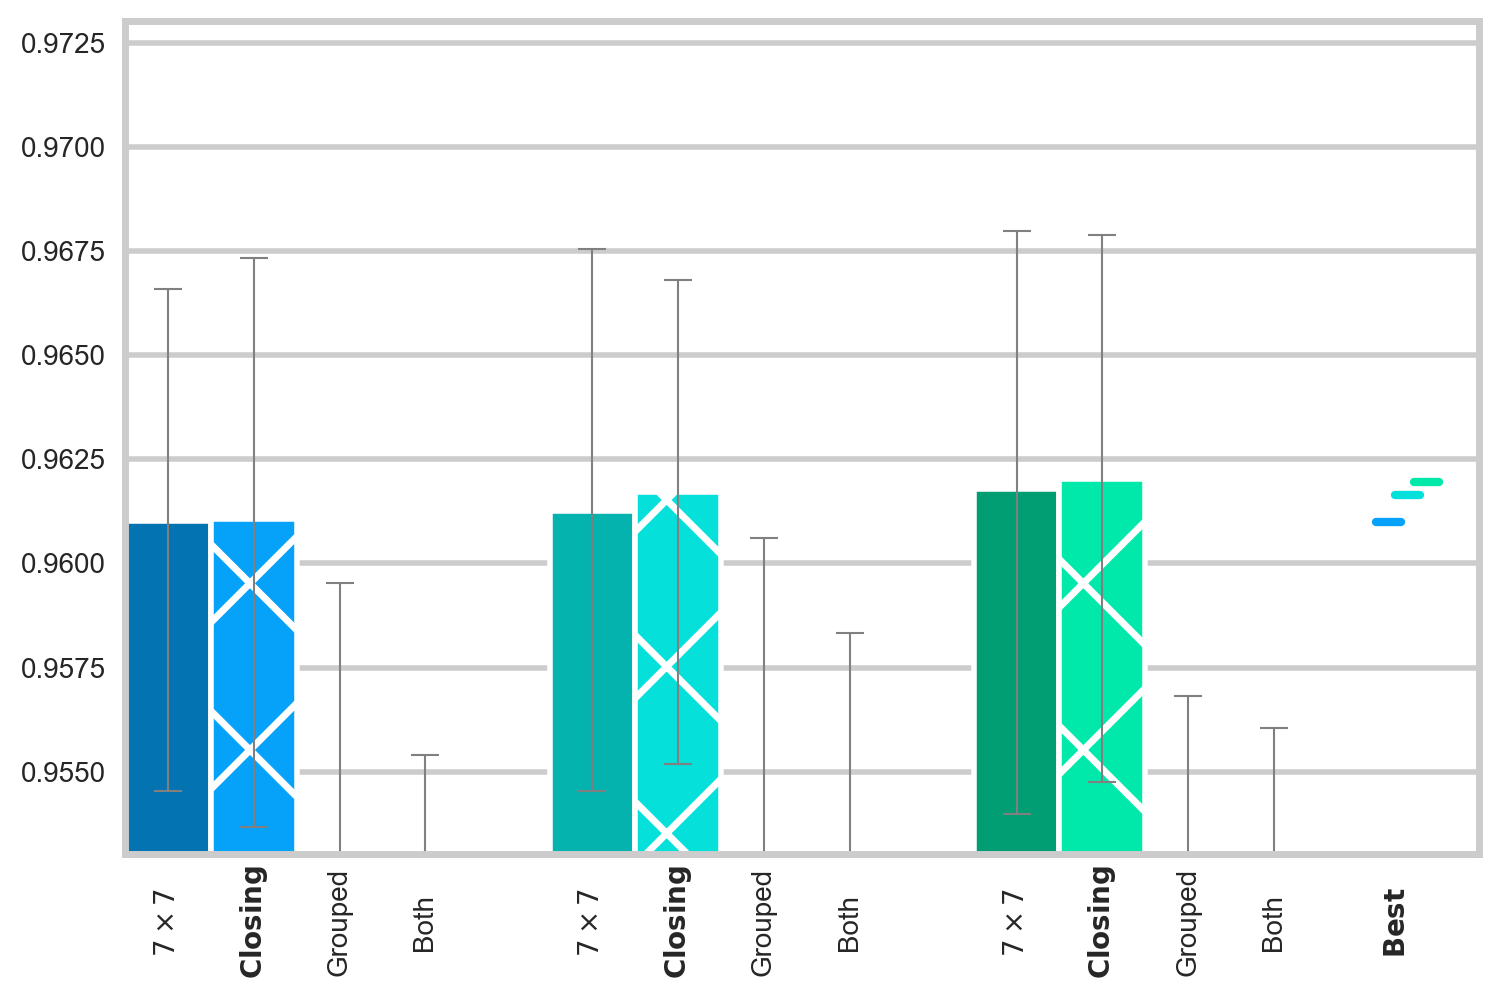 0.9725
0.9700
0.9675
0.9650
0.9625
0.9600
0.9575
0.9550
7 × 7
Closing
Grouped
Both
7 × 7
Closing
Grouped
Both
7 × 7
Closing
Grouped
Both
Best